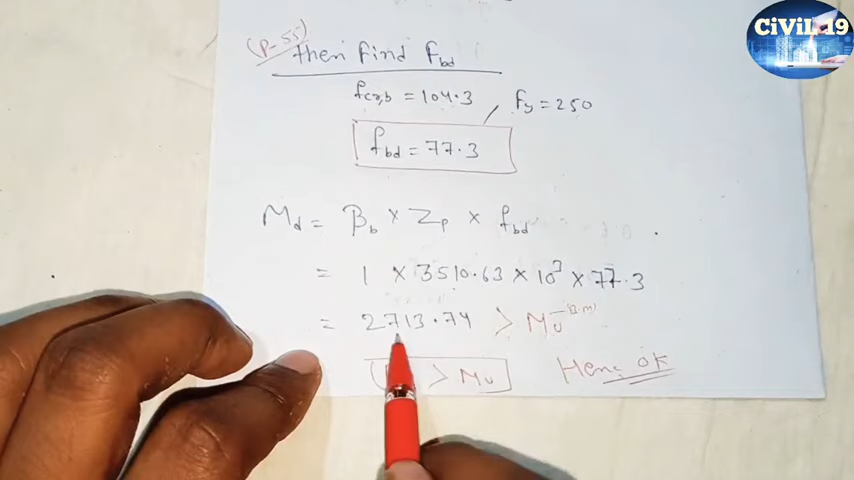 CiViL 19
(P-55)
then find fbd
fcr,b = 104.3 fy = 250
fbd = 77.3
Md = βb × Zp × fbd
= 1 × 3510.63 × 10³ × 77.3
= 2713.74 > Mu
> Mu Henc OK